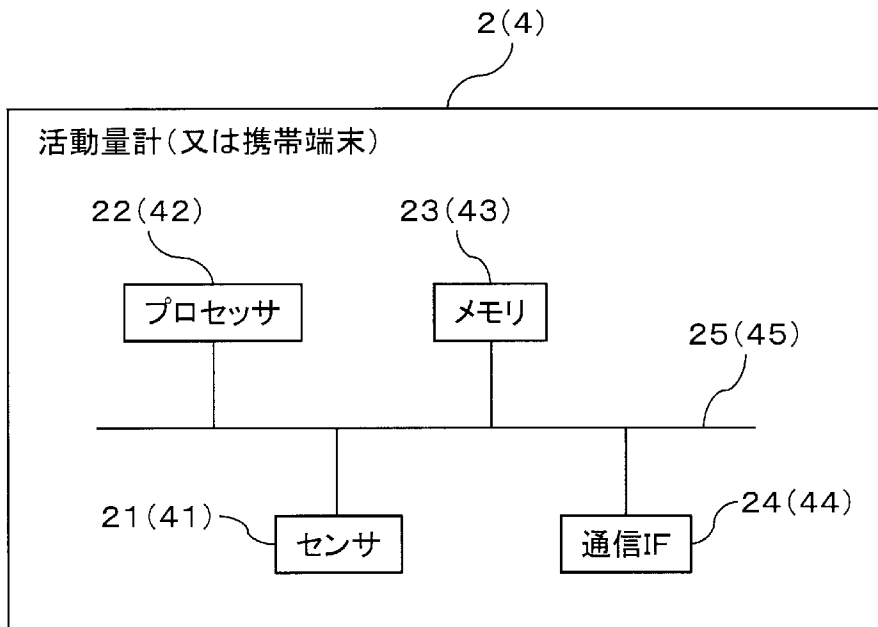 2(4)
活動量計(又は携帯端末)
22(42)
23(43)
プロセッサ
メモリ
25(45)
21(41)
センサ
通信IF
24(44)